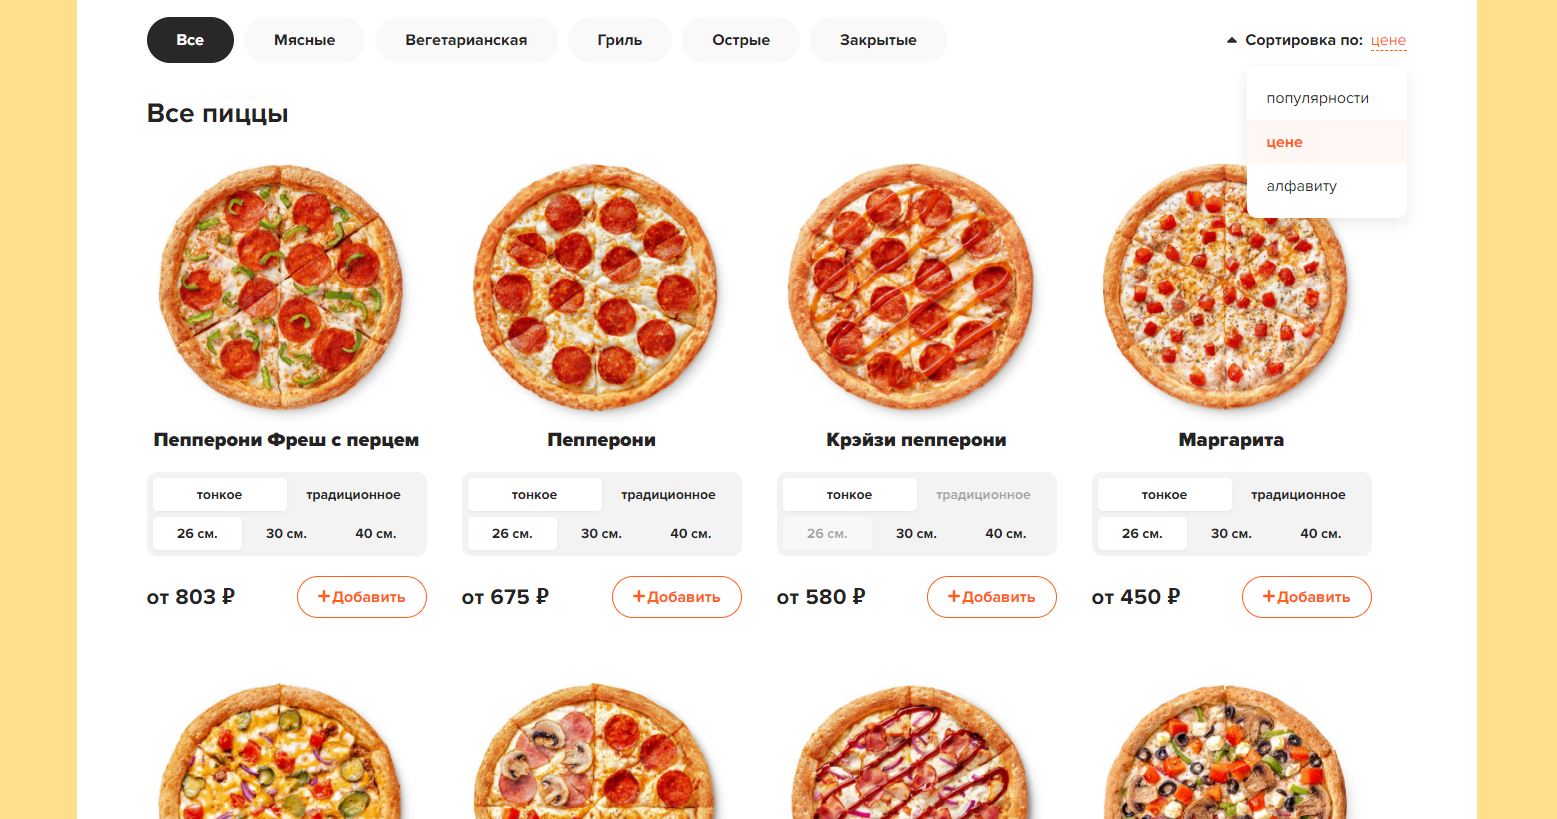 Все Мясные Вегетарианская Гриль Острые Закрытые Сортировка по: цене
популярности
цене
алфавиту
Все пиццы
Пепперони Фреш с перцем
тонкое традиционное
26 см. 30 см. 40 см.
от 803 ₽ +Добавить
Пепперони
тонкое традиционное
26 см. 30 см. 40 см.
от 675 ₽ +Добавить
Крэйзи пепперони
тонкое традиционное
26 см. 30 см. 40 см.
от 580 ₽ +Добавить
Маргарита
тонкое традиционное
26 см. 30 см. 40 см.
от 450 ₽ +Добавить